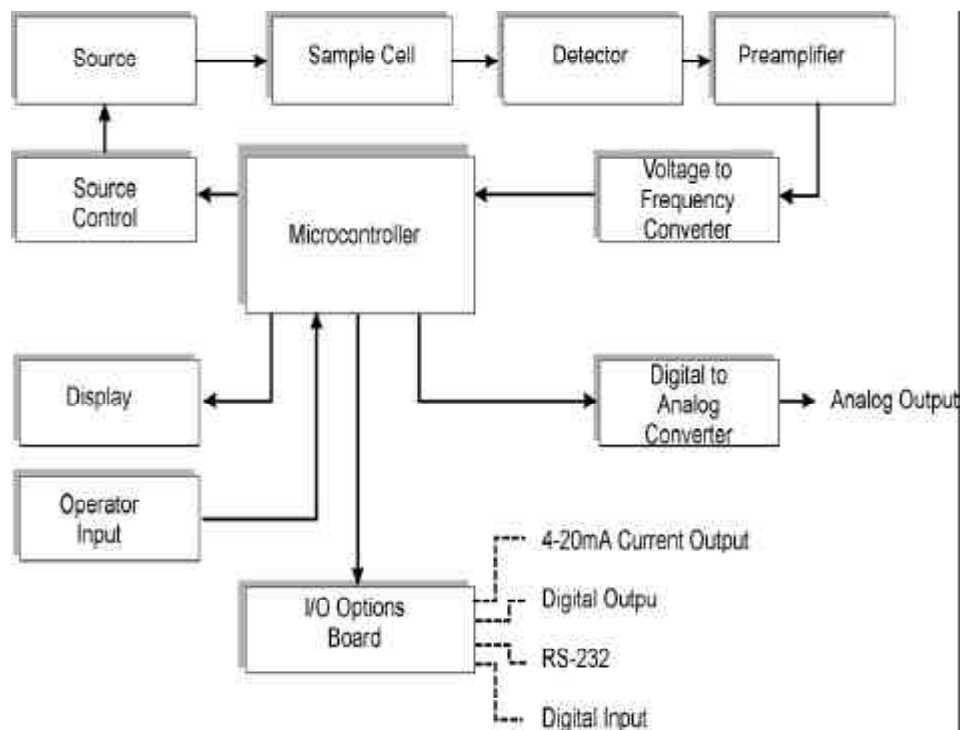 Source
Sample Cell
Detector
Preamplifier
Source
Control
Microcontroller
Voltage to
Frequency
Converter
Display
Digital to
Analog
Converter
Analog Output
Operator
Input
I/O Options
Board
4-20mA Current Output
Digital Outpu
RS-232
Digital Input